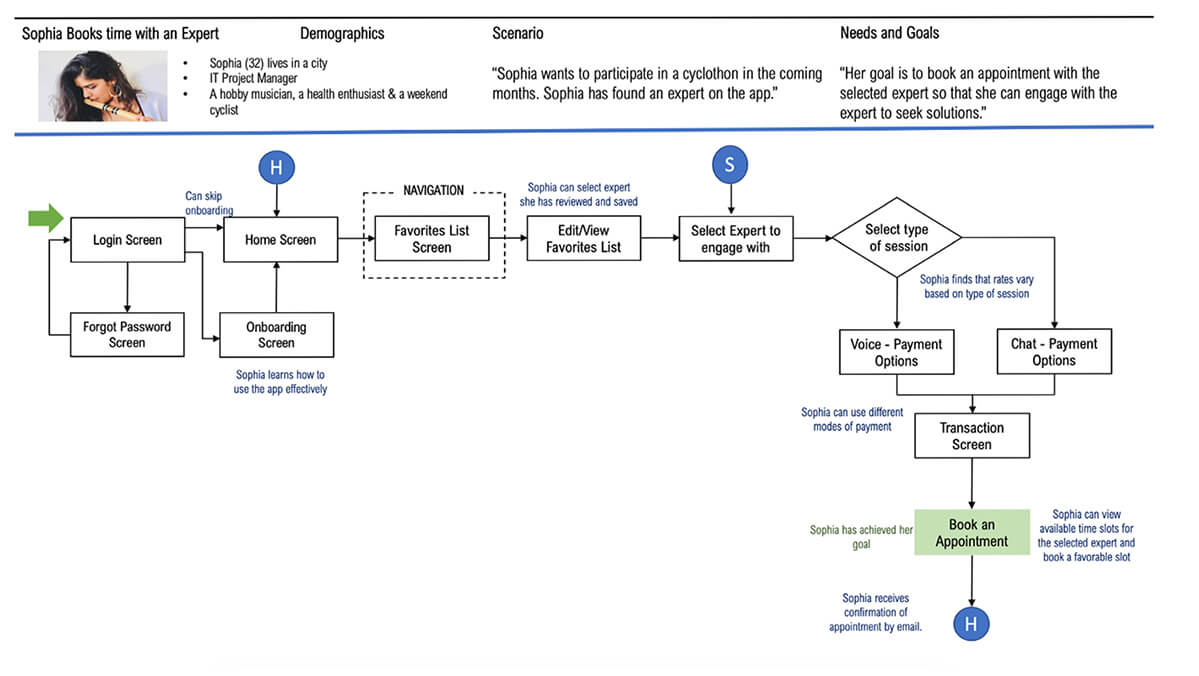 Sophia Books time with an Expert
Demographics
Scenario
Needs and Goals
• Sophia (32) lives in a city
• IT Project Manager
• A hobby musician, a health enthusiast & a weekend
cyclist
“Sophia wants to participate in a cyclothon in the coming
months. Sophia has found an expert on the app.”
“Her goal is to book an appointment with the
selected expert so that she can engage with the
expert to seek solutions.”
H
S
Can skip
onboarding
NAVIGATION
Sophia can select expert
she has reviewed and saved
Login Screen
Home Screen
Favorites List
Screen
Edit/View
Favorites List
Select Expert to
engage with
Select type
of session
Sophia finds that rates vary
based on type of session
Forgot Password
Screen
Onboarding
Screen
Sophia learns how to
use the app effectively
Voice - Payment
Options
Chat - Payment
Options
Sophia can use different
modes of payment
Transaction
Screen
Sophia has achieved her
goal
Book an
Appointment
Sophia can view
available time slots for
the selected expert and
book a favorable slot
Sophia receives
confirmation of
appointment by email.
H